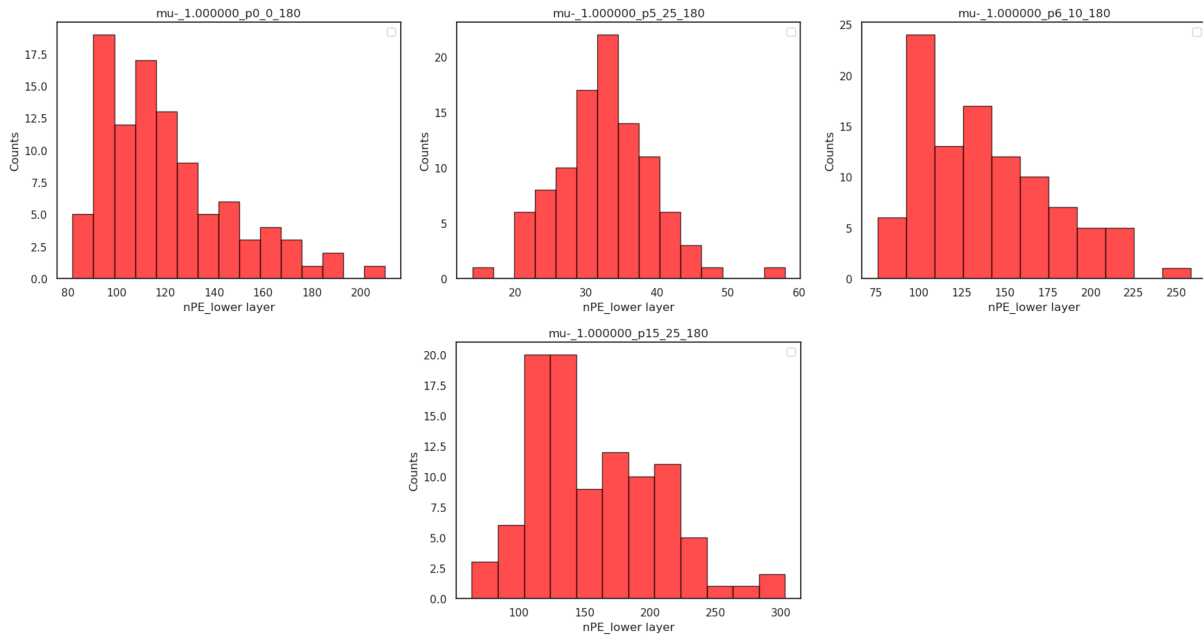 mu-_1.000000_p0_0_180
17.5
15.0
12.5
10.0
7.5
5.0
2.5
0.0
Counts
80 100 120 140 160 180 200
nPE_lower layer
mu-_1.000000_p5_25_180
20
15
10
5
0
Counts
20 30 40 50 60
nPE_lower layer
mu-_1.000000_p6_10_180
25
20
15
10
5
0
Counts
75 100 125 150 175 200 225 250
nPE_lower layer
mu-_1.000000_p15_25_180
20.0
17.5
15.0
12.5
10.0
7.5
5.0
2.5
0.0
Counts
100 150 200 250 300
nPE_lower layer